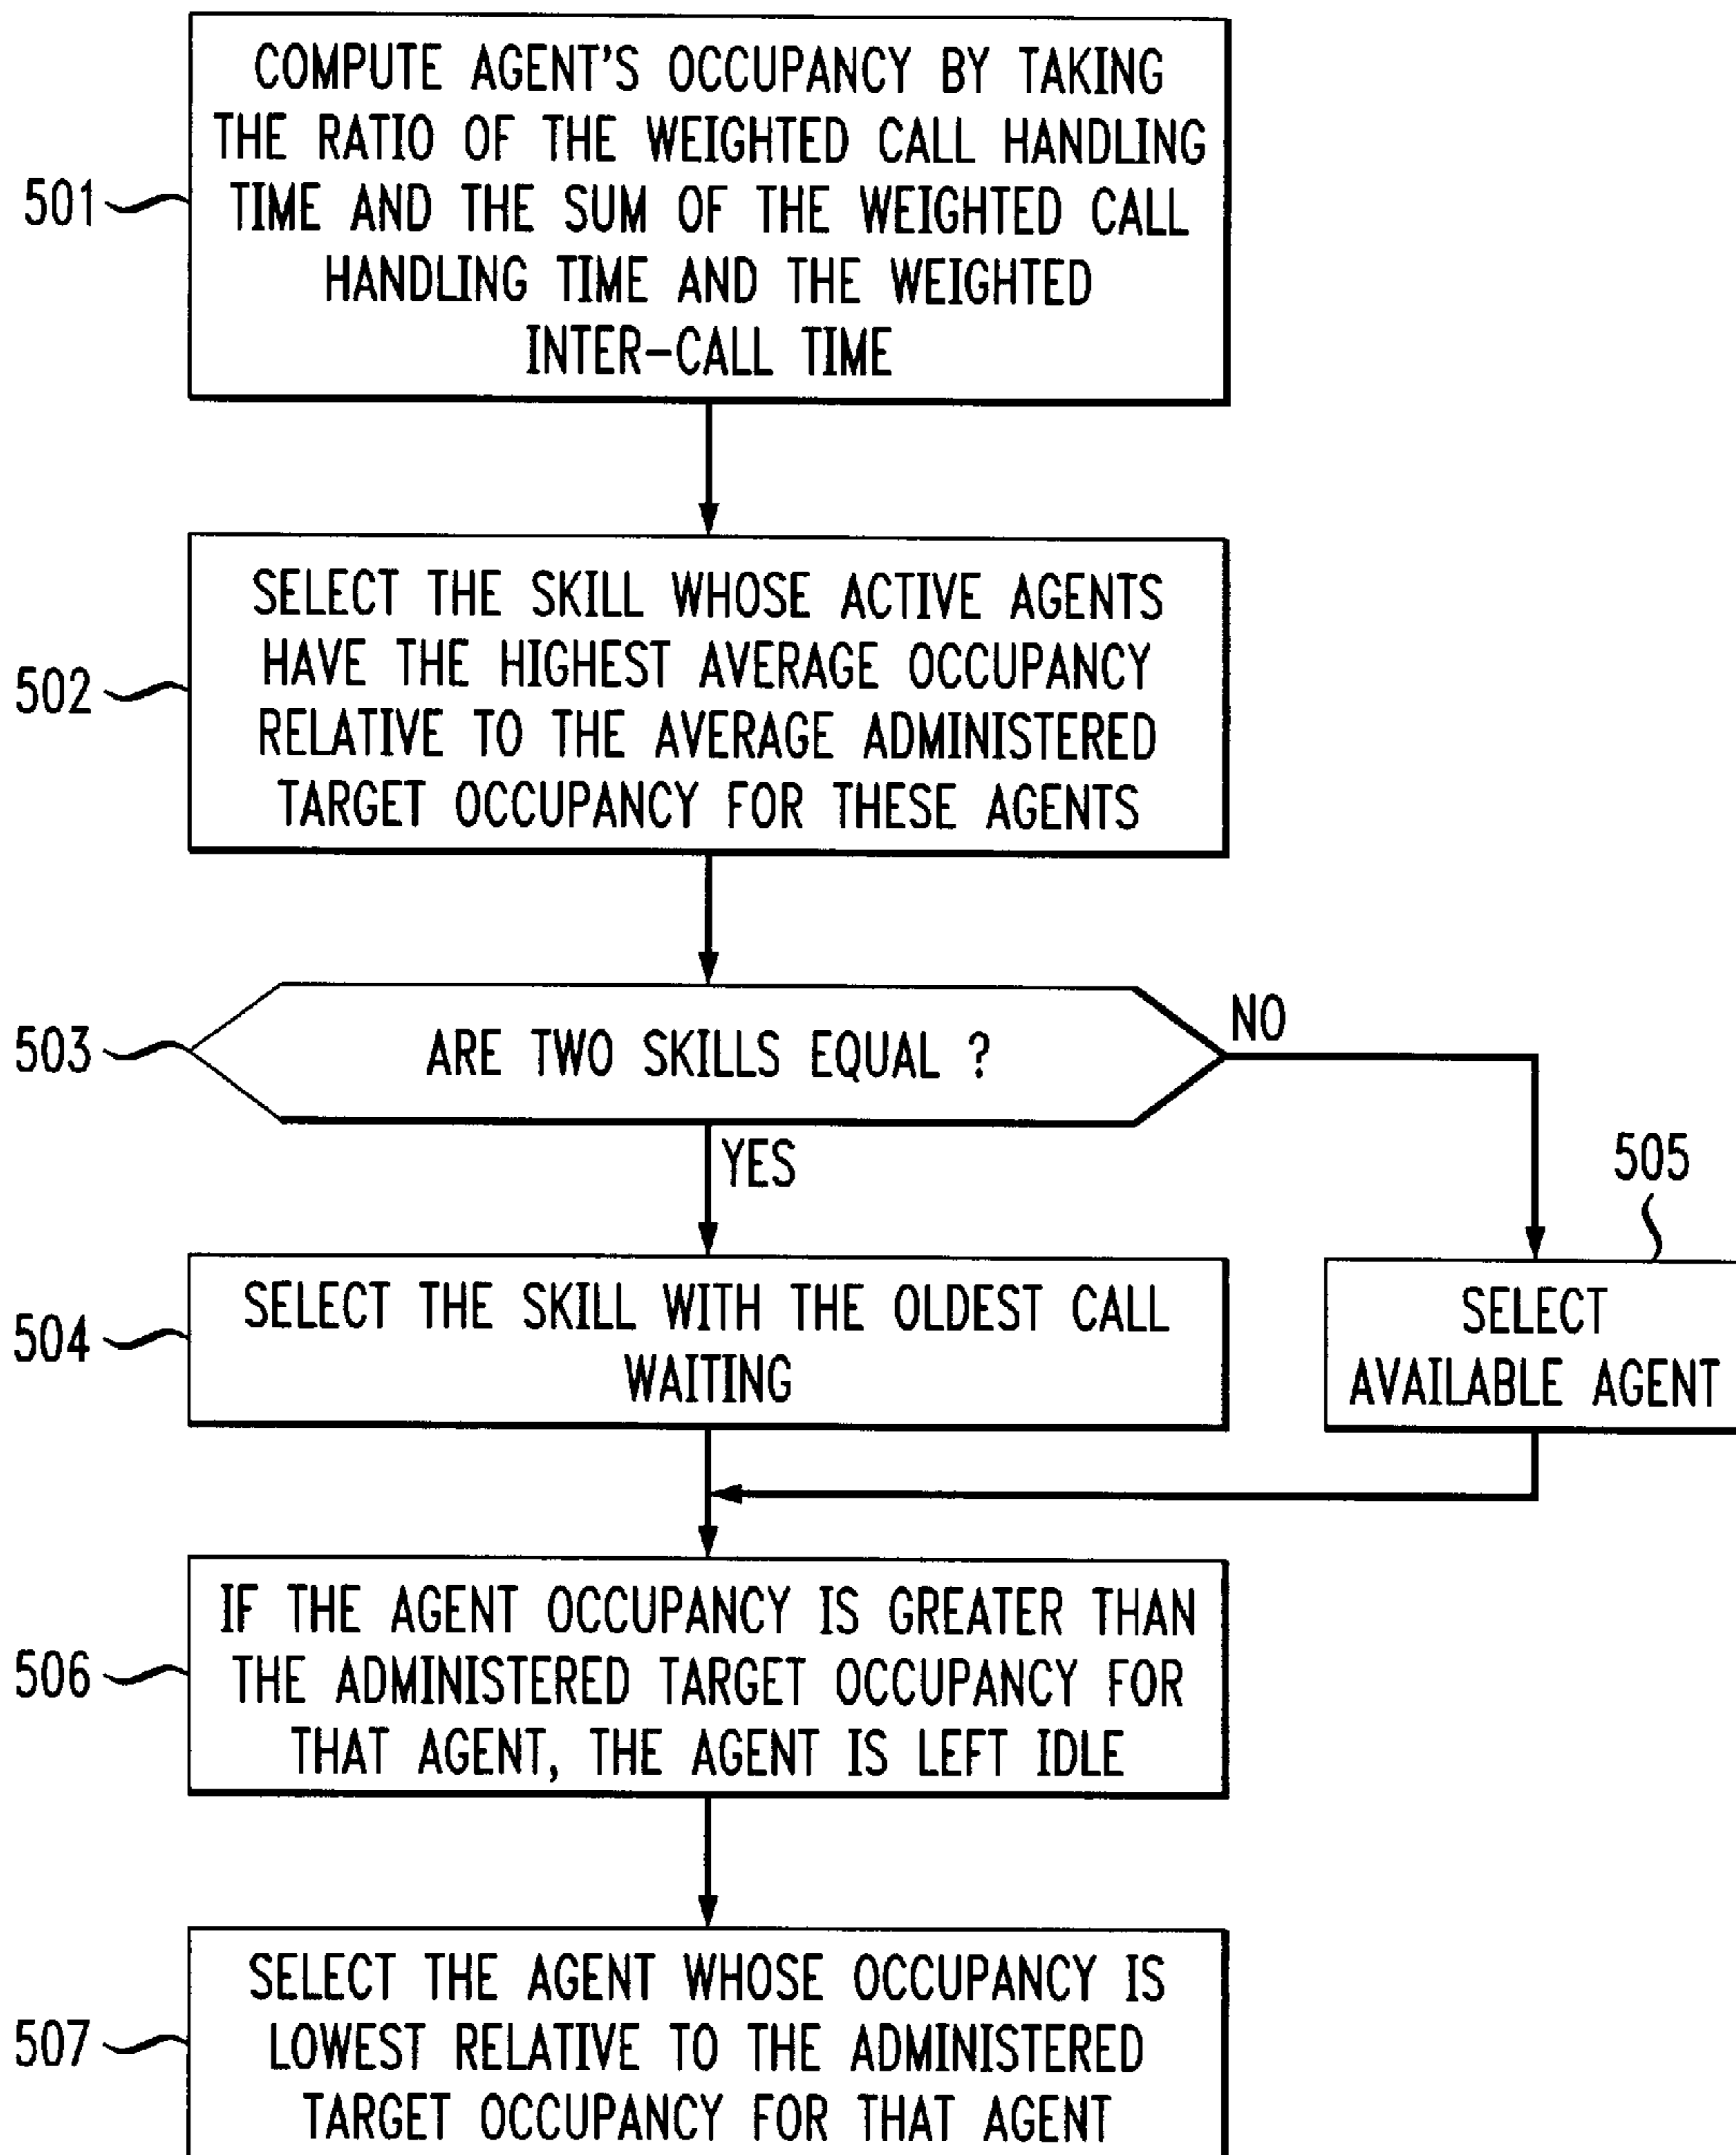 COMPUTE AGENT'S OCCUPANCY BY TAKING
THE RATIO OF THE WEIGHTED CALL HANDLING
TIME AND THE SUM OF THE WEIGHTED CALL
HANDLING TIME AND THE WEIGHTED
INTER-CALL TIME
501
SELECT THE SKILL WHOSE ACTIVE AGENTS
HAVE THE HIGHEST AVERAGE OCCUPANCY
RELATIVE TO THE AVERAGE ADMINISTERED
TARGET OCCUPANCY FOR THESE AGENTS
502
ARE TWO SKILLS EQUAL ?
503
NO
YES
505
SELECT THE SKILL WITH THE OLDEST CALL
WAITING
504
SELECT
AVAILABLE AGENT
IF THE AGENT OCCUPANCY IS GREATER THAN
THE ADMINISTERED TARGET OCCUPANCY FOR
THAT AGENT, THE AGENT IS LEFT IDLE
506
SELECT THE AGENT WHOSE OCCUPANCY IS
LOWEST RELATIVE TO THE ADMINISTERED
TARGET OCCUPANCY FOR THAT AGENT
507